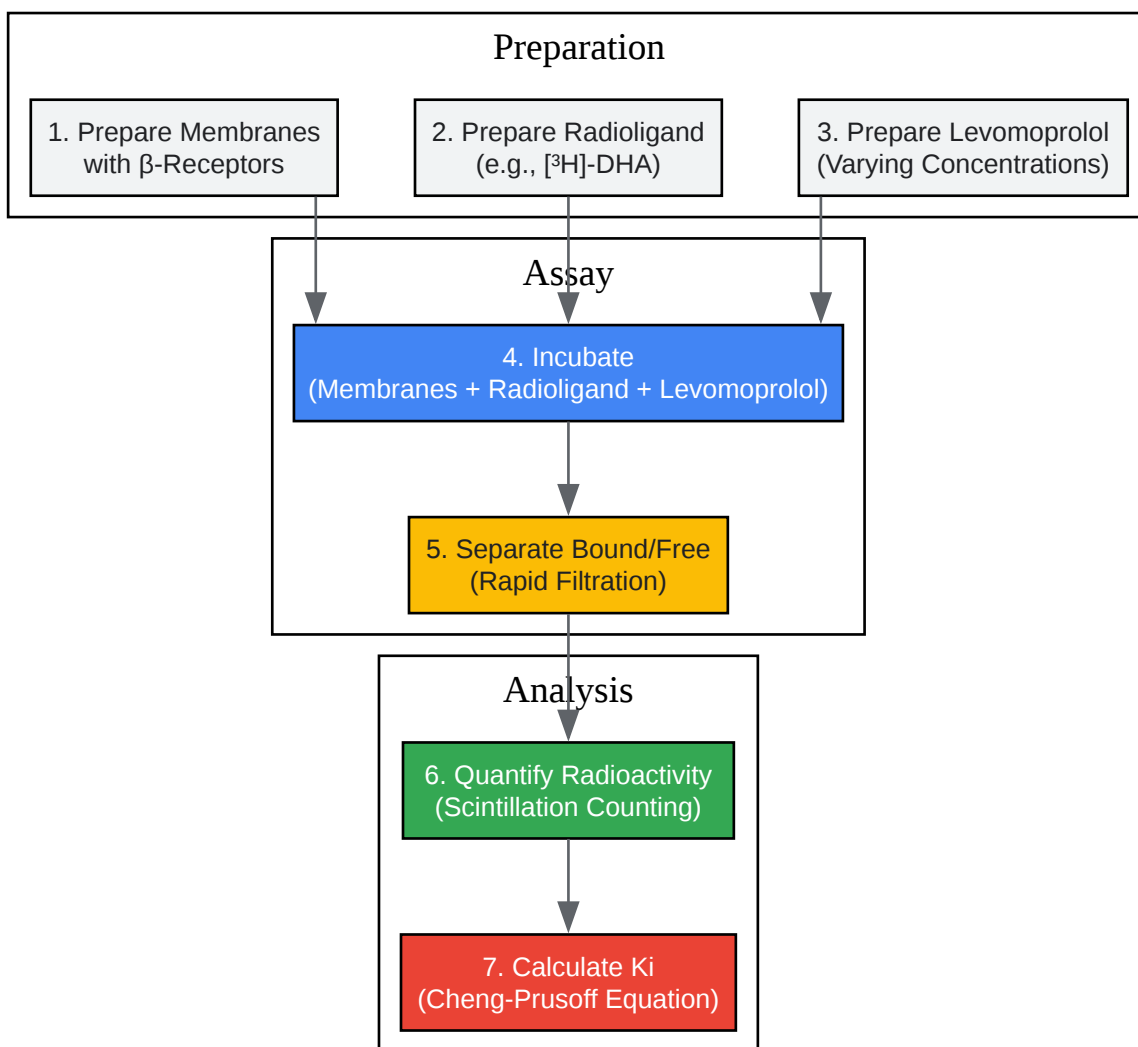 Preparation
1. Prepare Membranes
with β-Receptors
2. Prepare Radioligand
(e.g., [³H]-DHA)
3. Prepare Levomoprolol
(Varying Concentrations)
Assay
4. Incubate
(Membranes + Radioligand + Levomoprolol)
5. Separate Bound/Free
(Rapid Filtration)
Analysis
6. Quantify Radioactivity
(Scintillation Counting)
7. Calculate Ki
(Cheng-Prusoff Equation)